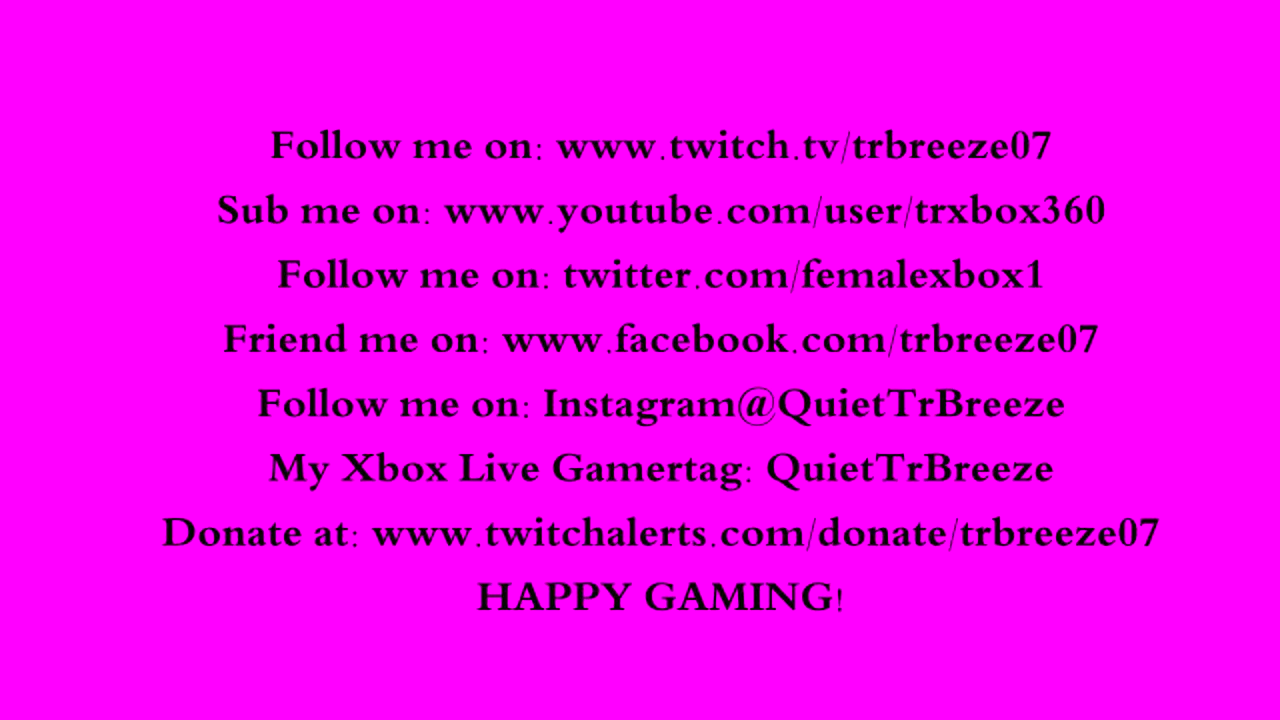 Follow me on: www.twitch.tv/trbreeze07
Sub me on: www.youtube.com/user/trxbox360
Follow me on: twitter.com/femalexbox1
Friend me on: www.facebook.com/trbreeze07
Follow me on: Instagram@QuietTrBreeze
My Xbox Live Gamertag: QuietTrBreeze
Donate at: www.twitchalerts.com/donate/trbreeze07
HAPPY GAMING!